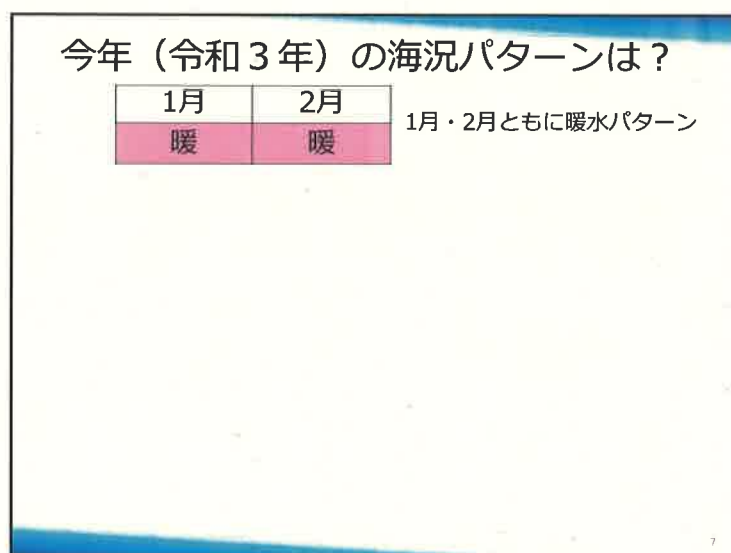 今年（令和３年）の海況パターンは？
1月 2月
暖 暖
1月・2月ともに暖水パターン
7